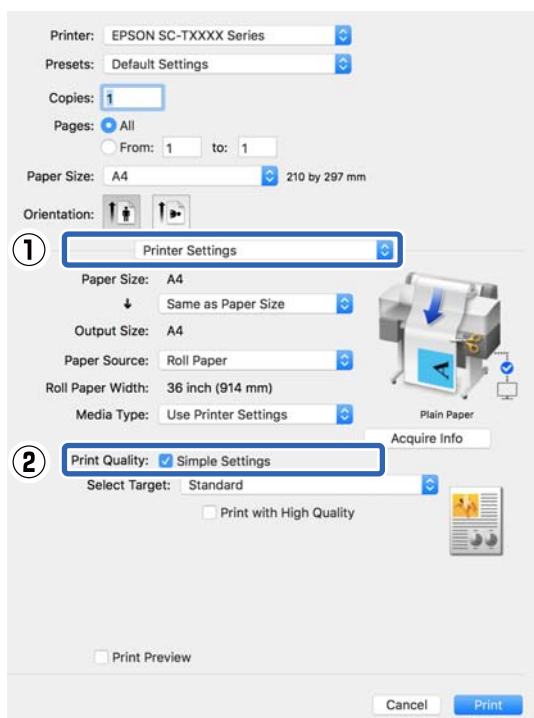 Printer: EPSON SC-TXXXX Series
Presets: Default Settings
Copies: 1
Pages: All
From: 1 to: 1
Paper Size: A4 210 by 297 mm
Orientation:
1 Printer Settings
Paper Size: A4
Same as Paper Size
Output Size: A4
Paper Source: Roll Paper
Roll Paper Width: 36 inch (914 mm)
Media Type: Use Printer Settings
Plain Paper
Acquire Info
2 Print Quality: Simple Settings
Select Target: Standard
Print with High Quality
Print Preview
Cancel Print